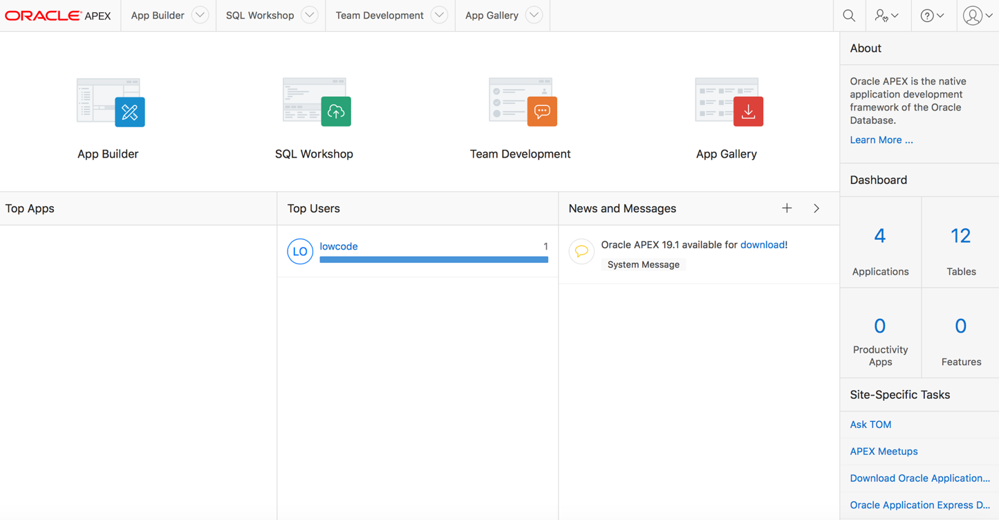 ORACLE APEX
App Builder
SQL Workshop
Team Development
App Gallery
App Builder
SQL Workshop
Team Development
App Gallery
Top Apps
Top Users
LO
lowcode
1
News and Messages
Oracle APEX 19.1 available for download!
System Message
About
Oracle APEX is the native
application development
framework of the Oracle
Database.
Learn More ...
Dashboard
4
Applications
12
Tables
0
Productivity
Apps
0
Features
Site-Specific Tasks
Ask TOM
APEX Meetups
Download Oracle Application...
Oracle Application Express D...